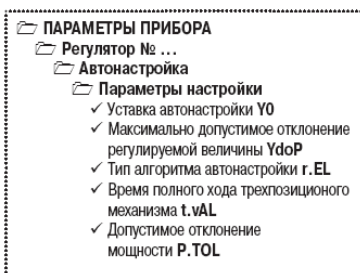 ПАРАМЕТРЫ ПРИБОРА
Регулятор № ...
Автонастройка
Параметры настройки
✓ Уставка автонастройки Y0
✓ Максимально допустимое отклонение
регулируемой величины YdoP
✓ Тип алгоритма автонастройки r.EL
✓ Время полного хода трехпозиционого
механизма t.vAL
✓ Допустимое отклонение
мощности P.TOL